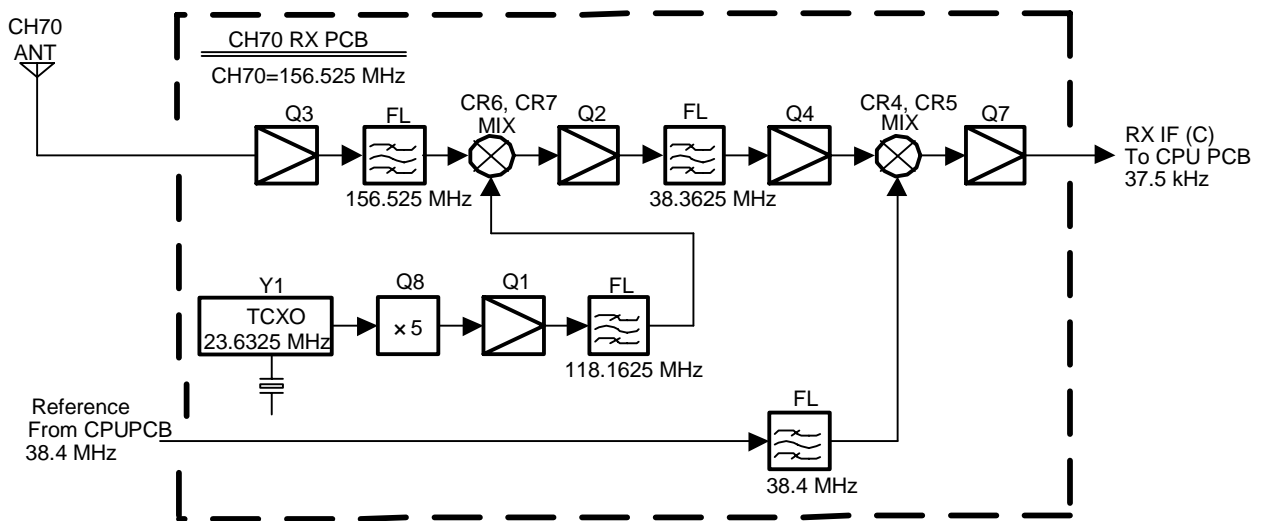 CH70
ANT
CH70 RX PCB
CH70=156.525 MHz
Q3
FL
156.525 MHz
CR6, CR7
MIX
Q2
FL
38.3625 MHz
Q4
CR4, CR5
MIX
Q7
RX IF (C)
To CPU PCB
37.5 kHz
Y1
TCXO
23.6325 MHz
Q8
×5
Q1
FL
118.1625 MHz
Reference
From CPUPCB
38.4 MHz
FL
38.4 MHz